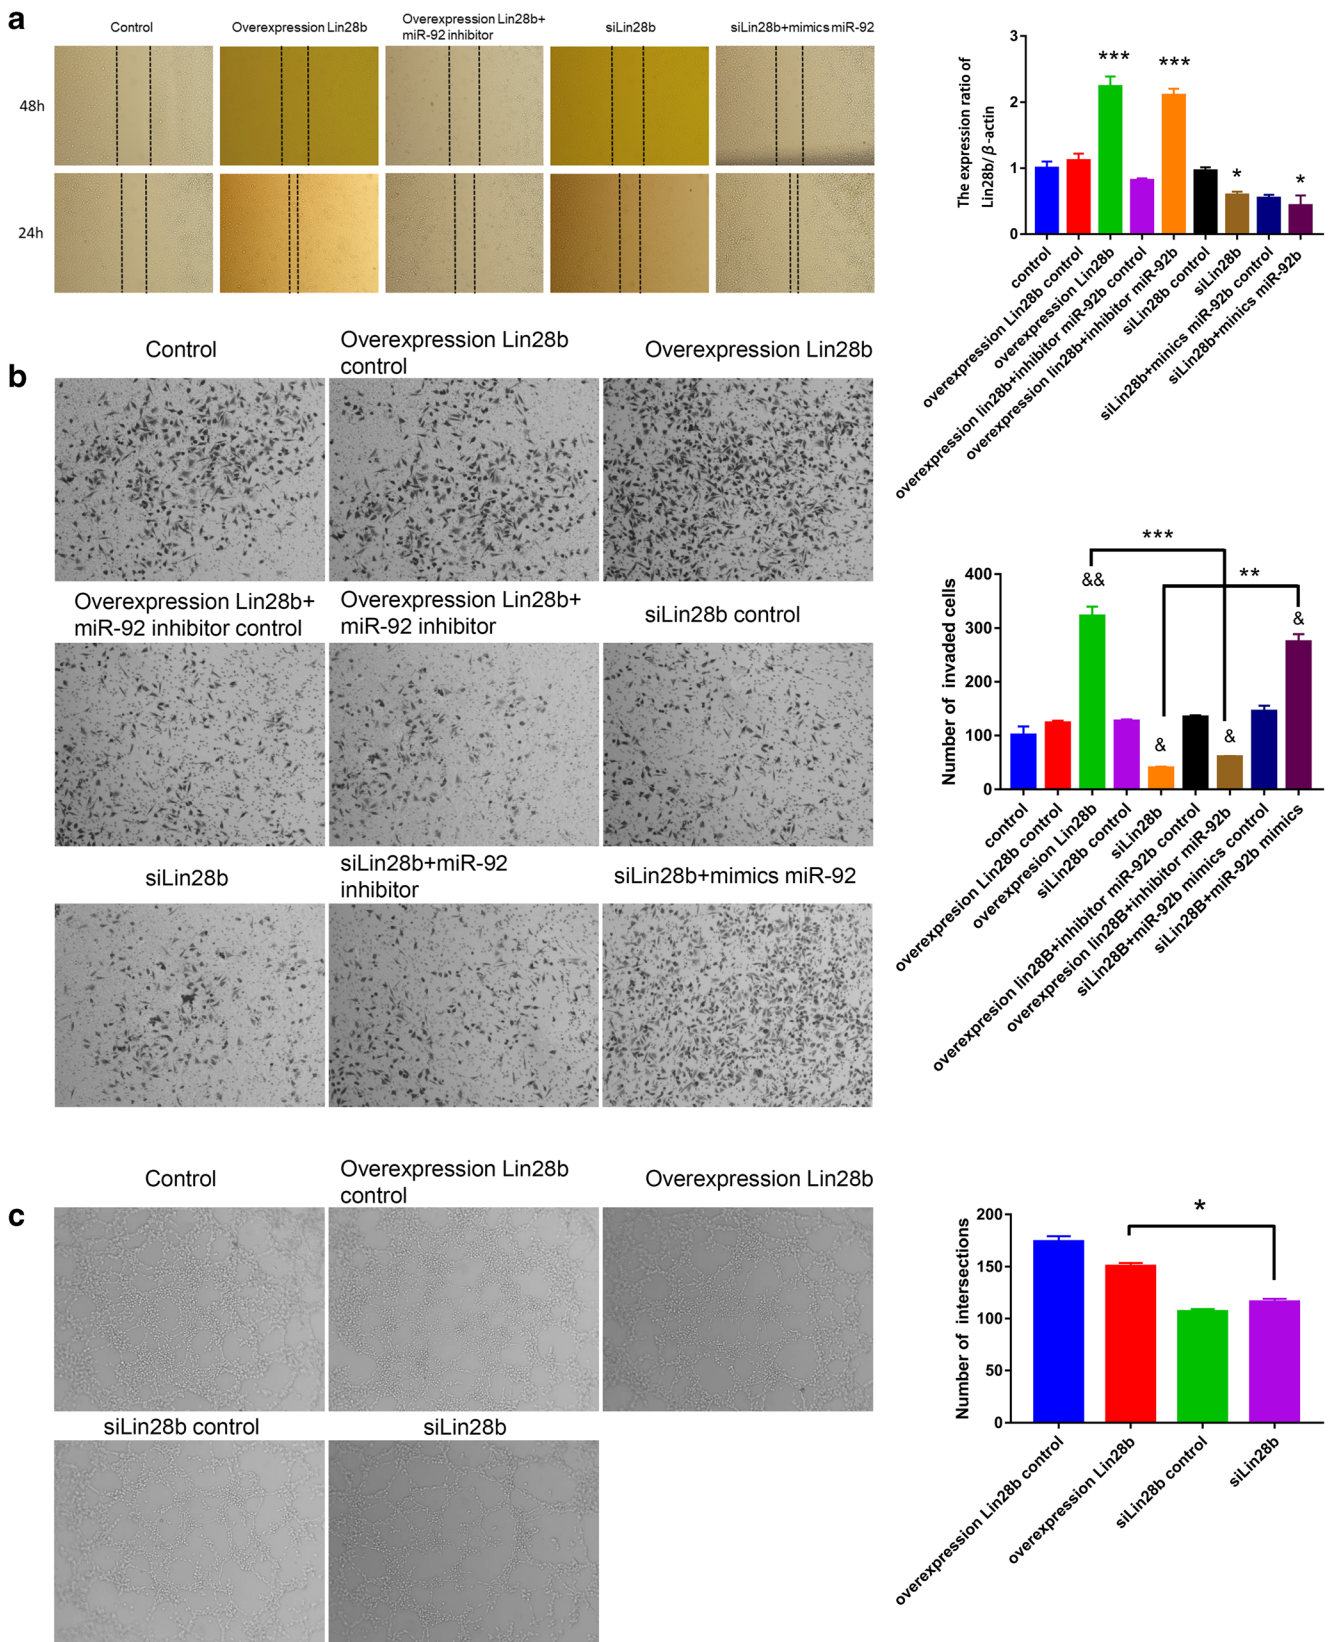 a
Control
Overexpression Lin28b
Overexpression Lin28b+
miR-92 inhibitor
siLin28b
siLin28b+mimics miR-92
48h
24h
The expression ratio of
Lin28b/β-actin
3
2
1
0
***
***
*
*
control
overexpression Lin28b control
overexpression Lin28b
overexpression lin28b+inhibitor miR-92b control
overexpression lin28b+inhibitor miR-92b
siLin28b control
siLin28b
siLin28b+mimics miR-92b control
siLin28b+minics miR-92b
b
Control
Overexpression Lin28b
control
Overexpression Lin28b
Overexpression Lin28b+
miR-92 inhibitor control
Overexpression Lin28b+
miR-92 inhibitor
siLin28b control
siLin28b
siLin28b+miR-92
inhibitor
siLin28b+mimics miR-92
Number of invaded cells
400
300
200
100
0
***
**
&&
&
&
&
control
overexpression Lin28b control
overexpression Lin28b
siLin28b control
siLin28b
overexpresion lin28B+inhibitor miR-92b control
overexpresion lin28B+inhibitor miR-92b
siLin28B+miR-92b mimics control
siLin28B+miR-92b mimics
c
Control
Overexpression Lin28b
control
Overexpression Lin28b
siLin28b control
siLin28b
Number of intersections
200
150
100
50
0
*
overexpression Lin28b control
overexpression Lin28b
siLin28b control
siLin28b